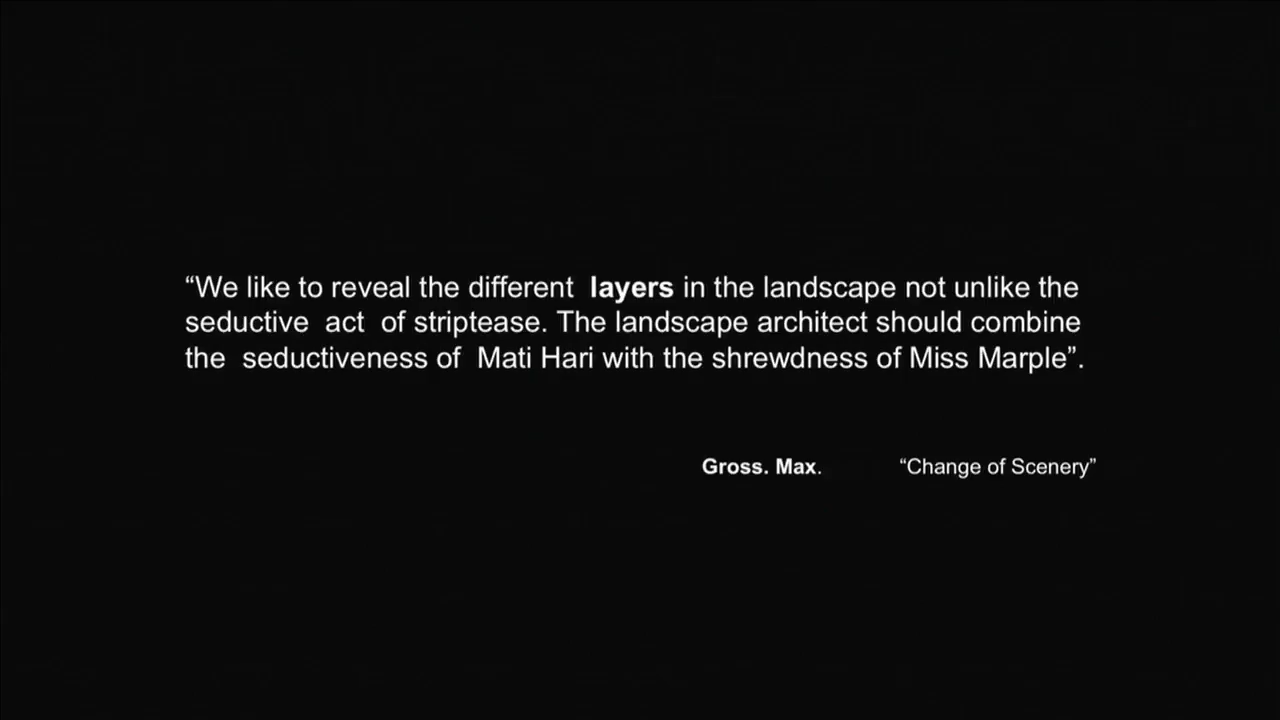 “We like to reveal the different layers in the landscape not unlike the
seductive act of striptease. The landscape architect should combine
the seductiveness of Mati Hari with the shrewdness of Miss Marple”.
Gross. Max. “Change of Scenery”